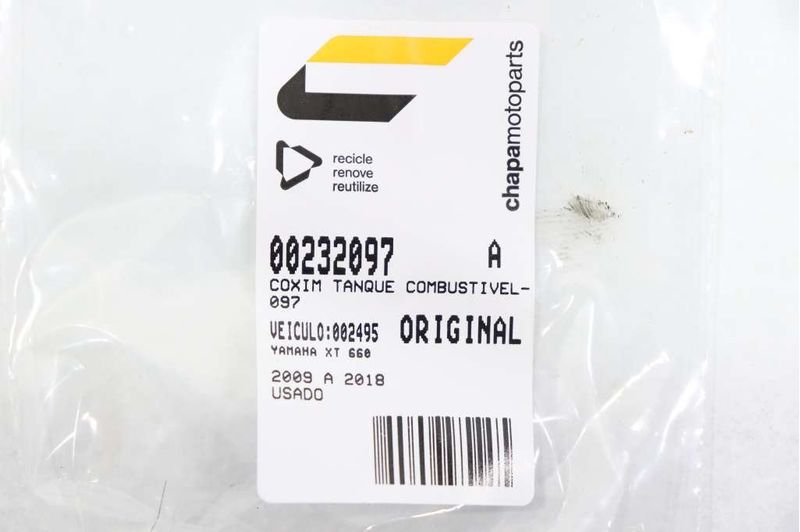 chapamotoparts
recicle
renove
reutilize
00232097 A
COXIM TANQUE COMBUSTIVEL-
097
VEICULO:002495 ORIGINAL
YAMAHA XT 660
2009 A 2018
USADO